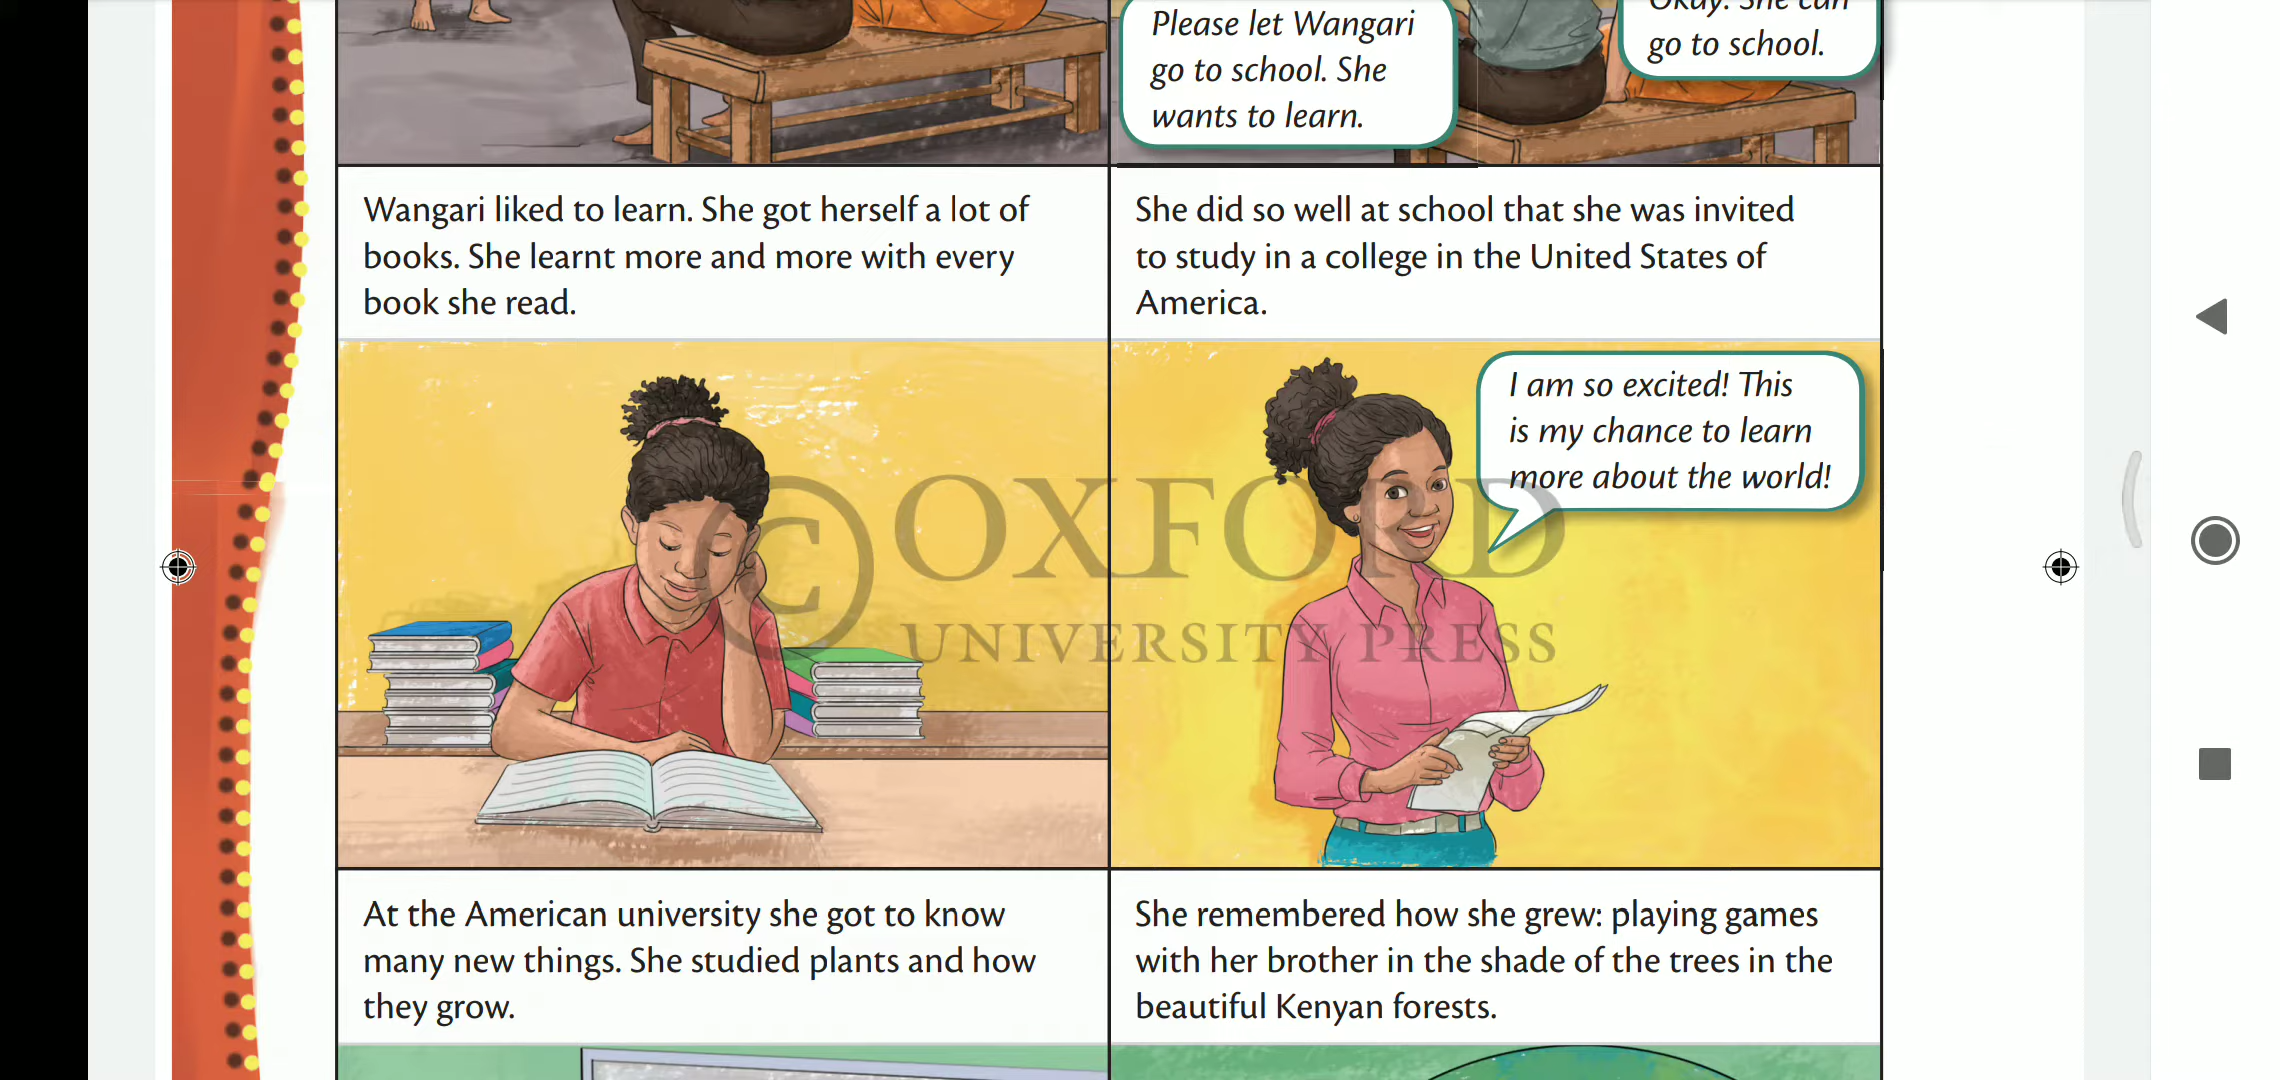 Please let Wangari
go to school. She
wants to learn.
Okay. She can
go to school.
Wangari liked to learn. She got herself a lot of
books. She learnt more and more with every
book she read.
She did so well at school that she was invited
to study in a college in the United States of
America.
I am so excited! This
is my chance to learn
more about the world!
© OXFORD
UNIVERSITY PRESS
At the American university she got to know
many new things. She studied plants and how
they grow.
She remembered how she grew: playing games
with her brother in the shade of the trees in the
beautiful Kenyan forests.